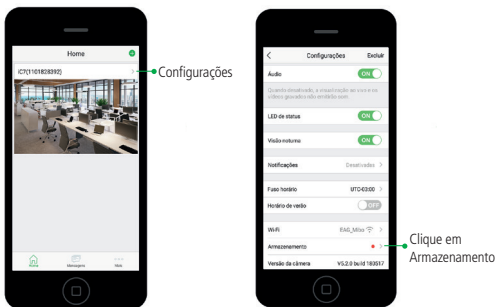 Home
iC7(1101828392)
Configurações
Home
Mensagens
Mais
Configurações
Excluir
Áudio
ON
Quando desativado, a visualização ao vivo e os
vídeos gravados não emitirão som.
LED de status
ON
Visão noturna
ON
Notificações
Desativadas
Fuso horário
UTC-03:00
Horário de verão
OFF
Wi-Fi
Armazenamento
Versão da câmera
V5.2.0 build 180517
Clique em
Armazenamento